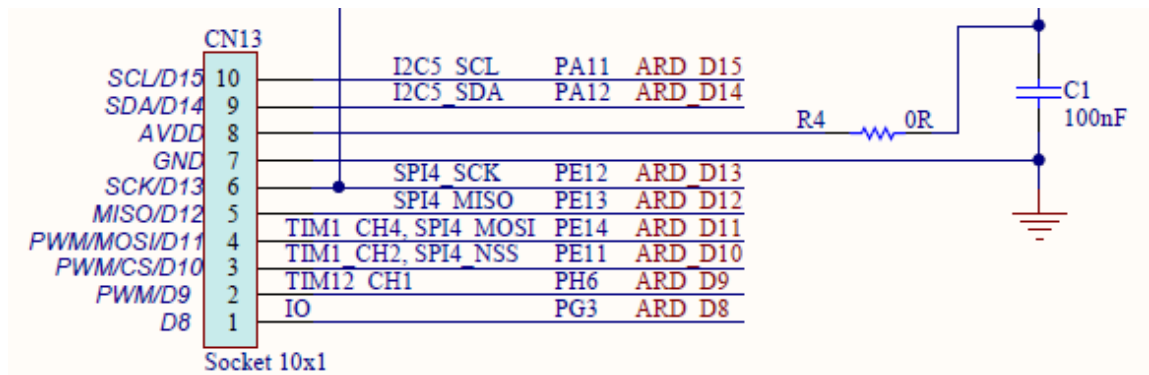 CN13
SCL/D15 10 I2C5_SCL PA11 ARD_D15
SDA/D14 9 I2C5_SDA PA12 ARD_D14
AVDD 8 R4 0R
C1
100nF
GND 7
SCK/D13 6 SPI4_SCK PE12 ARD_D13
MISO/D12 5 SPI4_MISO PE13 ARD_D12
PWM/MOSI/D11 4 TIM1_CH4, SPI4_MOSI PE14 ARD_D11
PWM/CS/D10 3 TIM1_CH2, SPI4_NSS PE11 ARD_D10
PWM/D9 2 TIM12_CH1 PH6 ARD_D9
D8 1 IO PG3 ARD_D8
Socket 10x1